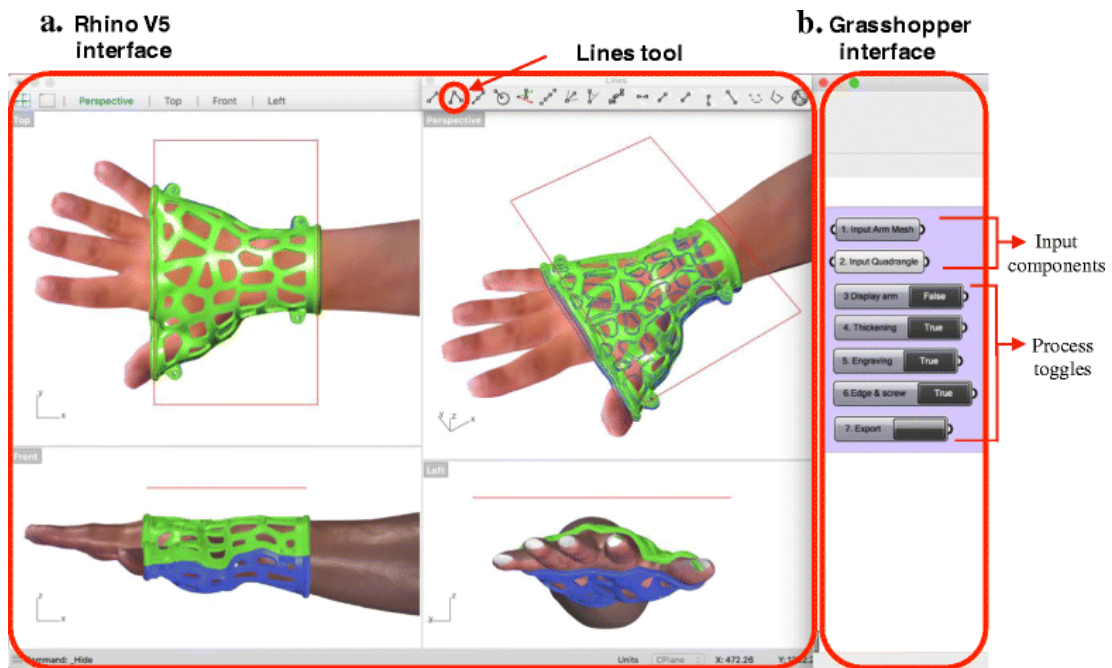 a. Rhino V5
interface
Lines tool
b. Grasshopper
interface
Lines
Perspective | Top | Front | Left
Top
Perspective
y
x
y z
x
Front
Left
z
x
z
y
Command: _Hide
Units CPlane X: 472.26
1. Input Arm Mesh
2. Input Quadrangle
3 Display arm False
4. Thickening True
5. Engraving True
6.Edge & screw True
7. Export
Input
components
Process
toggles